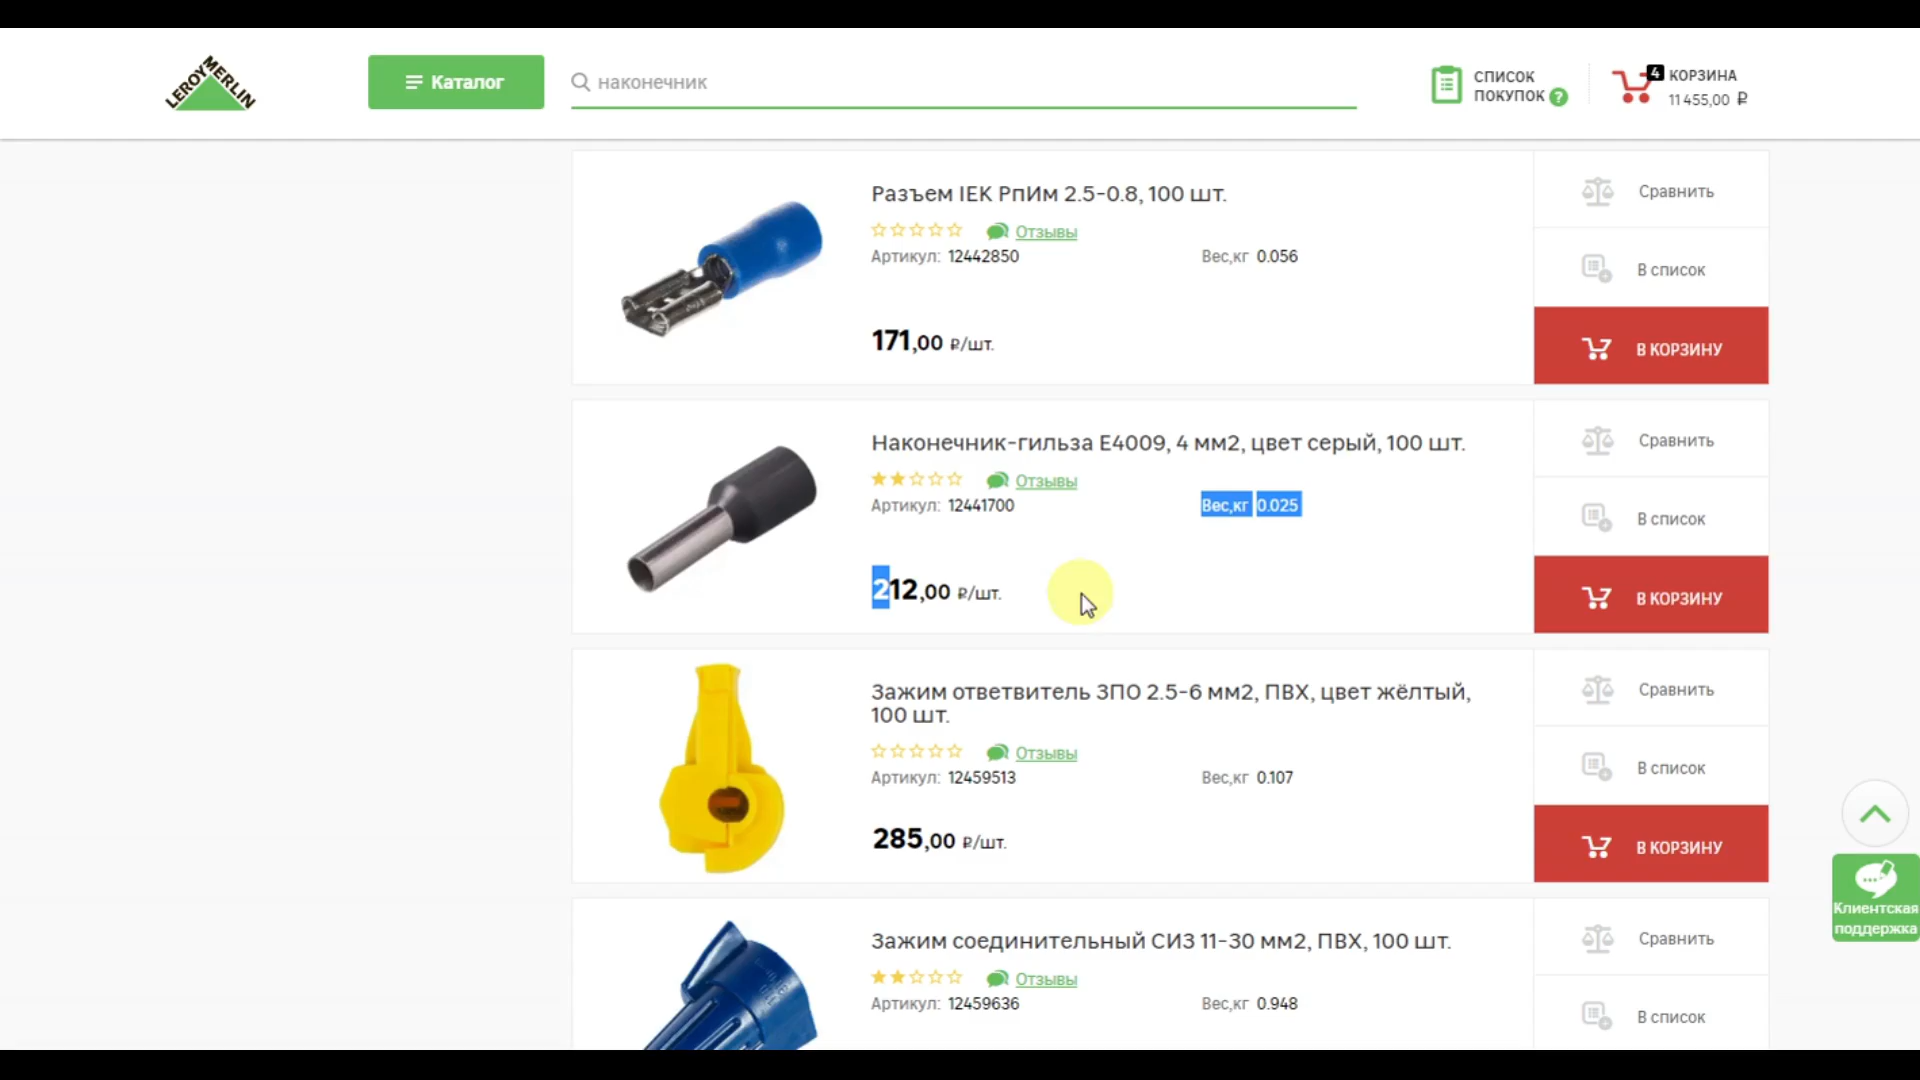 LEROY MERLIN
Каталог
наконечник
СПИСОК
ПОКУПОК ?
4 КОРЗИНА
11 455,00 ₽
Разъем IEK РпИм 2.5-0.8, 100 шт.
Отзывы
Артикул: 12442850
Вес,кг 0.056
171,00 ₽/шт.
Сравнить
В список
В КОРЗИНУ
Наконечник-гильза Е4009, 4 мм2, цвет серый, 100 шт.
Отзывы
Артикул: 12441700
Вес,кг 0.025
212,00 ₽/шт.
Сравнить
В список
В КОРЗИНУ
Зажим ответвитель ЗПО 2.5-6 мм2, ПВХ, цвет жёлтый,
100 шт.
Отзывы
Артикул: 12459513
Вес,кг 0.107
285,00 ₽/шт.
Сравнить
В список
В КОРЗИНУ
Зажим соединительный СИЗ 11-30 мм2, ПВХ, 100 шт.
Отзывы
Артикул: 12459636
Вес,кг 0.948
Сравнить
В список
Клиентская
поддержка